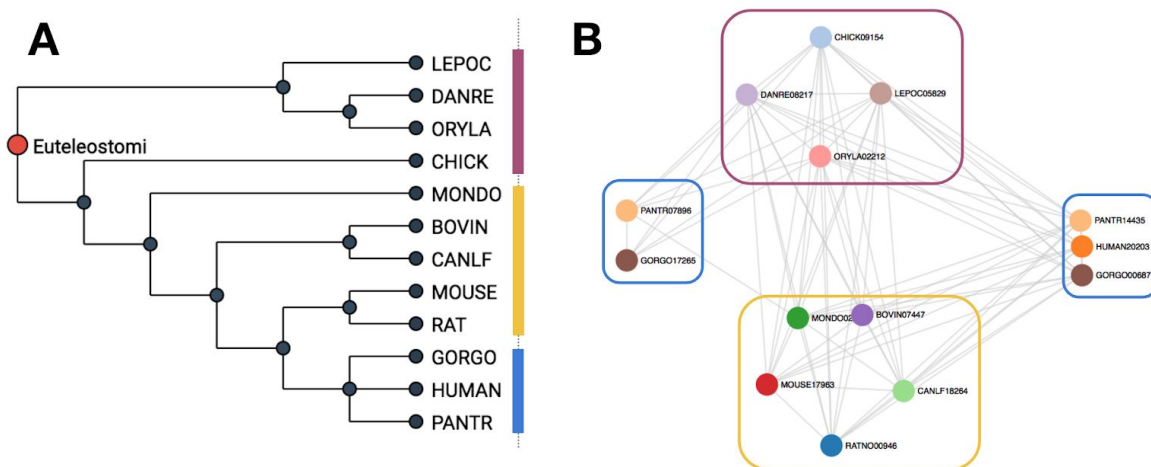 A
LEPOC
DANRE
ORYLA
Euteleostomi
CHICK
MONDO
BOVIN
CANLF
MOUSE
RAT
GORGO
HUMAN
PANTR
B
CHICK09154
DANRE08217
LEPOC05829
ORYLA02212
PANTR07896
GORGO17265
PANTR14435
HUMAN20203
GORGO00687
MONDO02
BOVIN07447
MOUSE17963
CANLF18264
RATNO00946